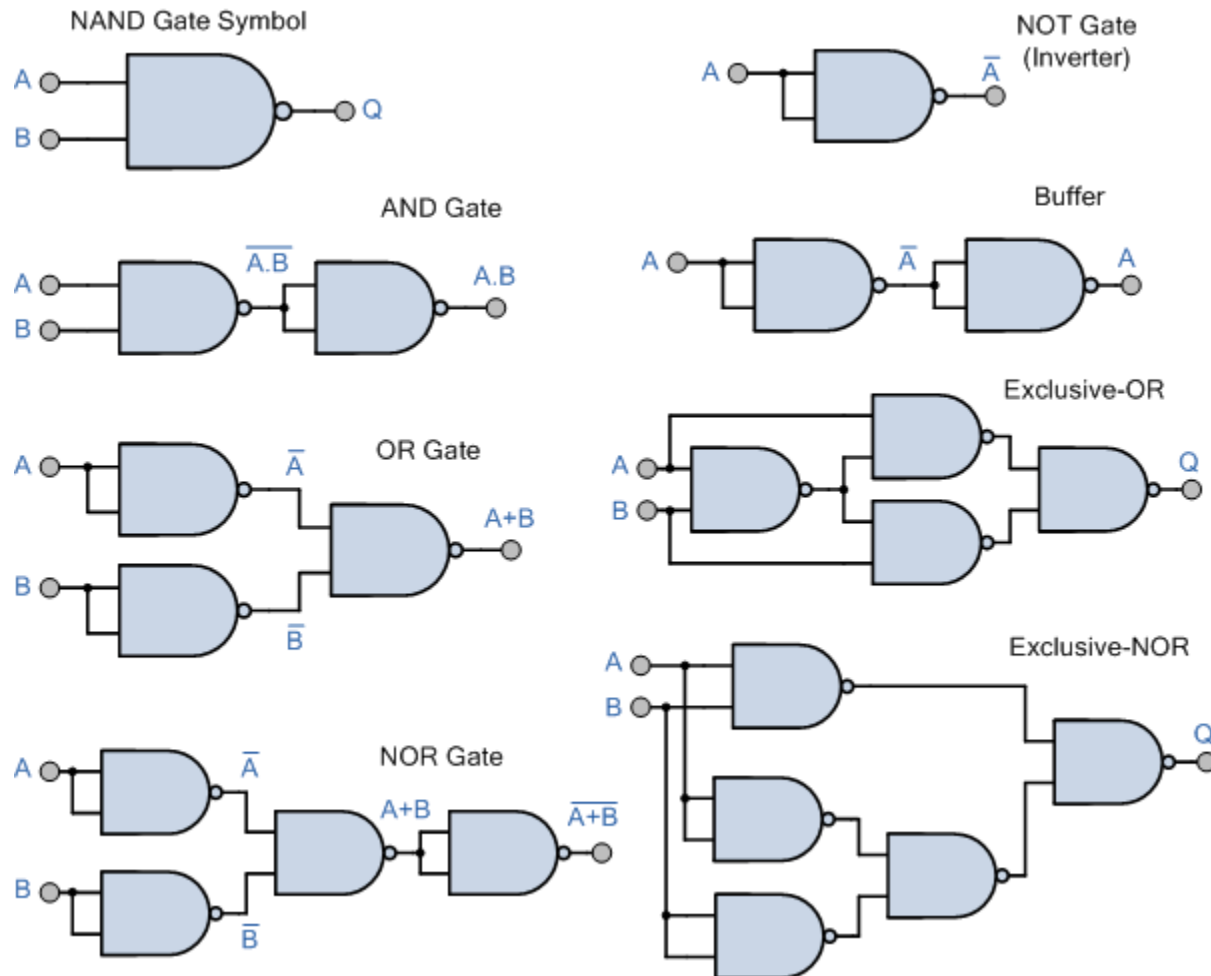 NAND Gate Symbol
A
B
Q
NOT Gate
(Inverter)
A
A̅
AND Gate
A
B
A̅.̅B̅
A.B
Buffer
A
A̅
A
OR Gate
A
A̅
B
B̅
A+B
Exclusive-OR
A
B
Q
NOR Gate
A
A̅
B
B̅
A+B
A̅+̅B̅
Exclusive-NOR
A
B
Q